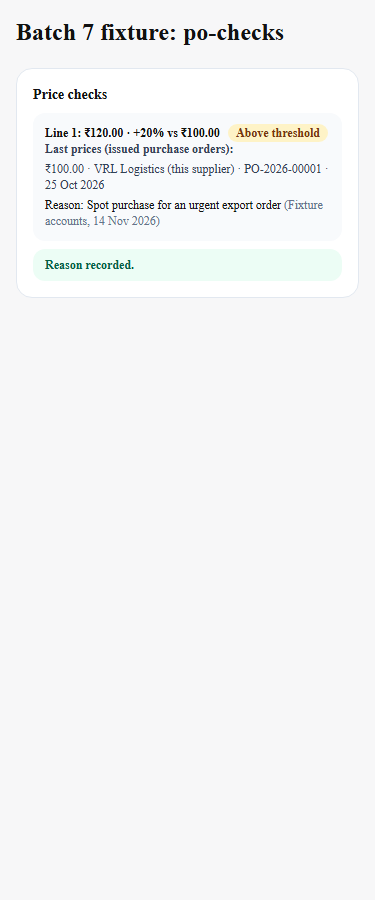 Batch 7 fixture: po-checks
Price checks
Line 1: ₹120.00 · +20% vs ₹100.00 Above threshold
Last prices (issued purchase orders):
₹100.00 · VRL Logistics (this supplier) · PO-2026-00001 ·
25 Oct 2026
Reason: Spot purchase for an urgent export order (Fixture
accounts, 14 Nov 2026)
Reason recorded.